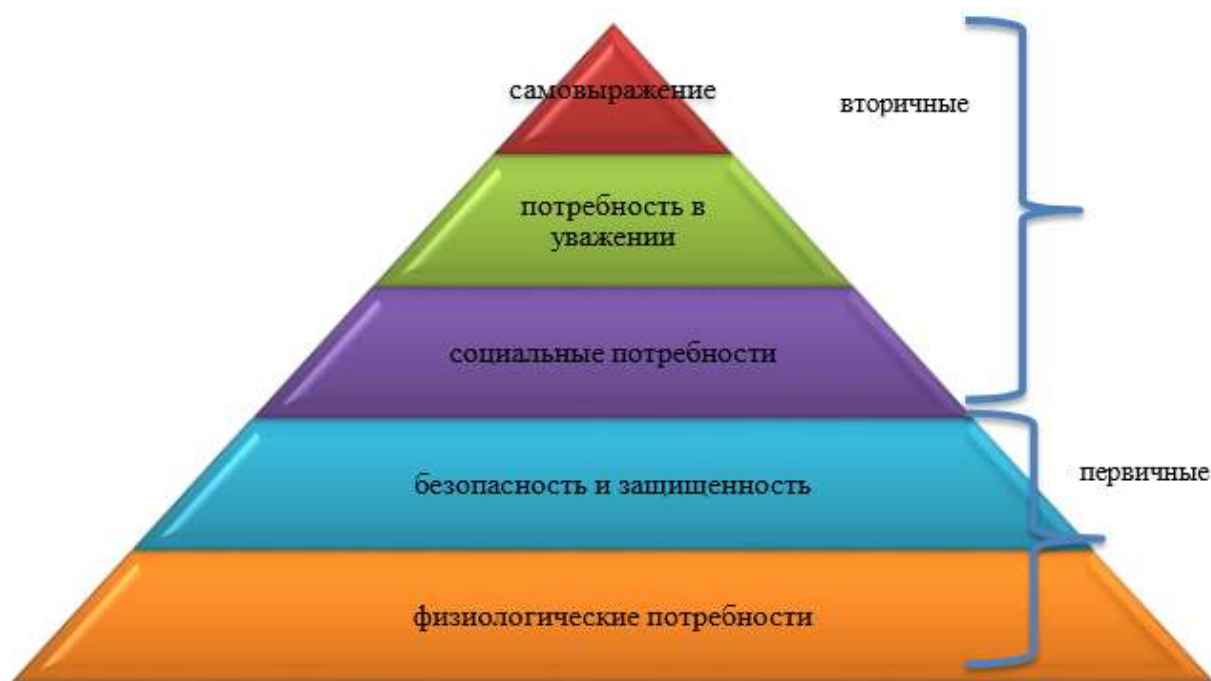 самовыражение
вторичные
потребность в
уважении
социальные потребности
безопасность и защищенность
первичные
физиологические потребности